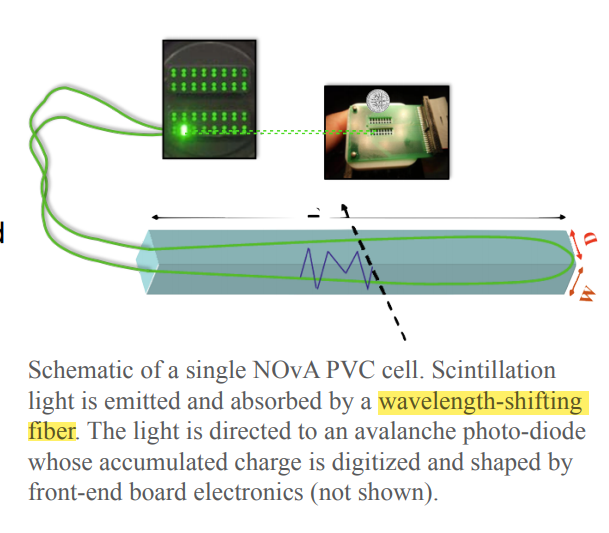 D
W
Schematic of a single NOvA PVC cell. Scintillation
light is emitted and absorbed by a wavelength-shifting
fiber. The light is directed to an avalanche photo-diode
whose accumulated charge is digitized and shaped by
front-end board electronics (not shown).